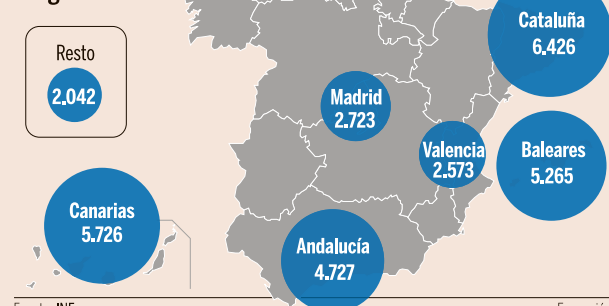 Cataluña
6.426
Resto
2.042
Madrid
2.723
Valencia
2.573
Baleares
5.265
Canarias
5.726
Andalucía
4.727
INE